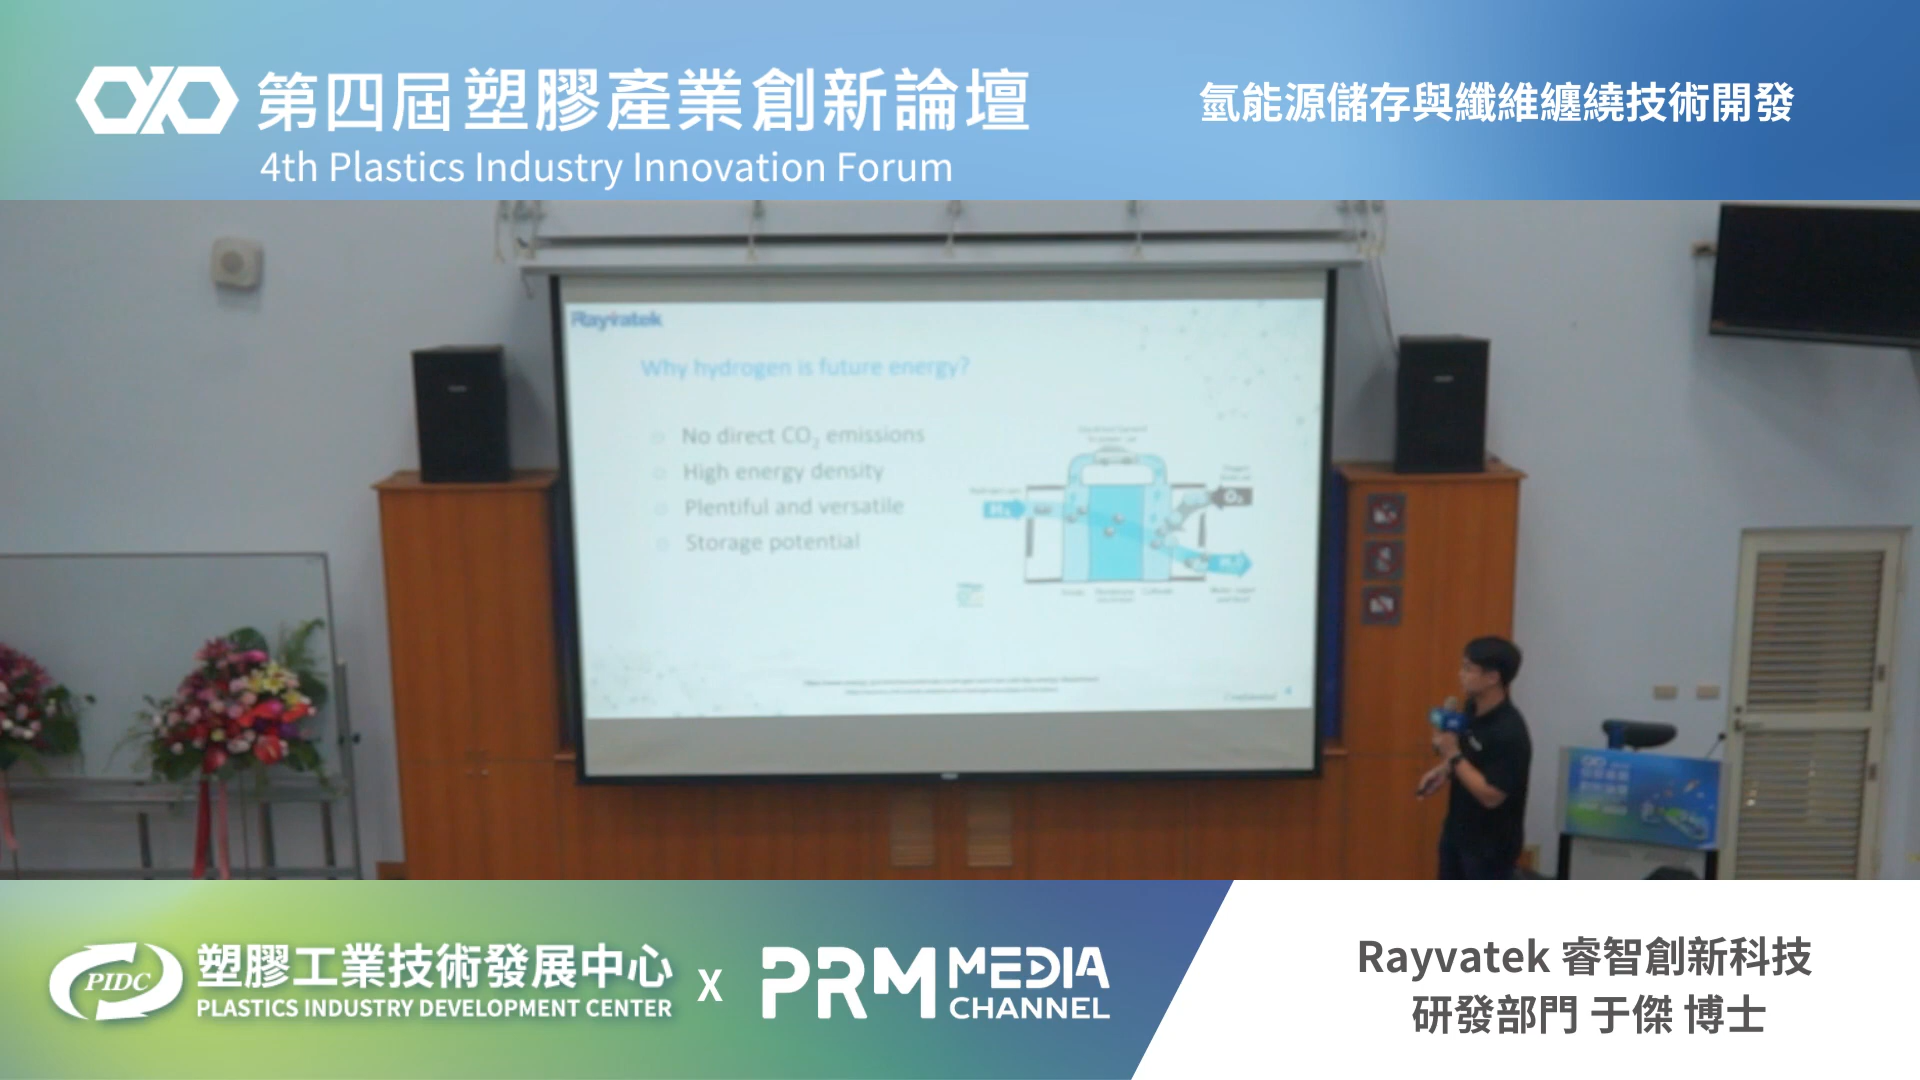 第四屆塑膠產業創新論壇
4th Plastics Industry Innovation Forum
氫能源儲存與纖維纏繞技術開發
Rayvatek
Why hydrogen is future energy?
No direct CO₂ emissions
High energy density
Plentiful and versatile
Storage potential
H₂
O₂
PIDC
塑膠工業技術發展中心
PLASTICS INDUSTRY DEVELOPMENT CENTER
X
PRM MEDIA CHANNEL
Rayvatek 睿智創新科技
研發部門 于傑 博士